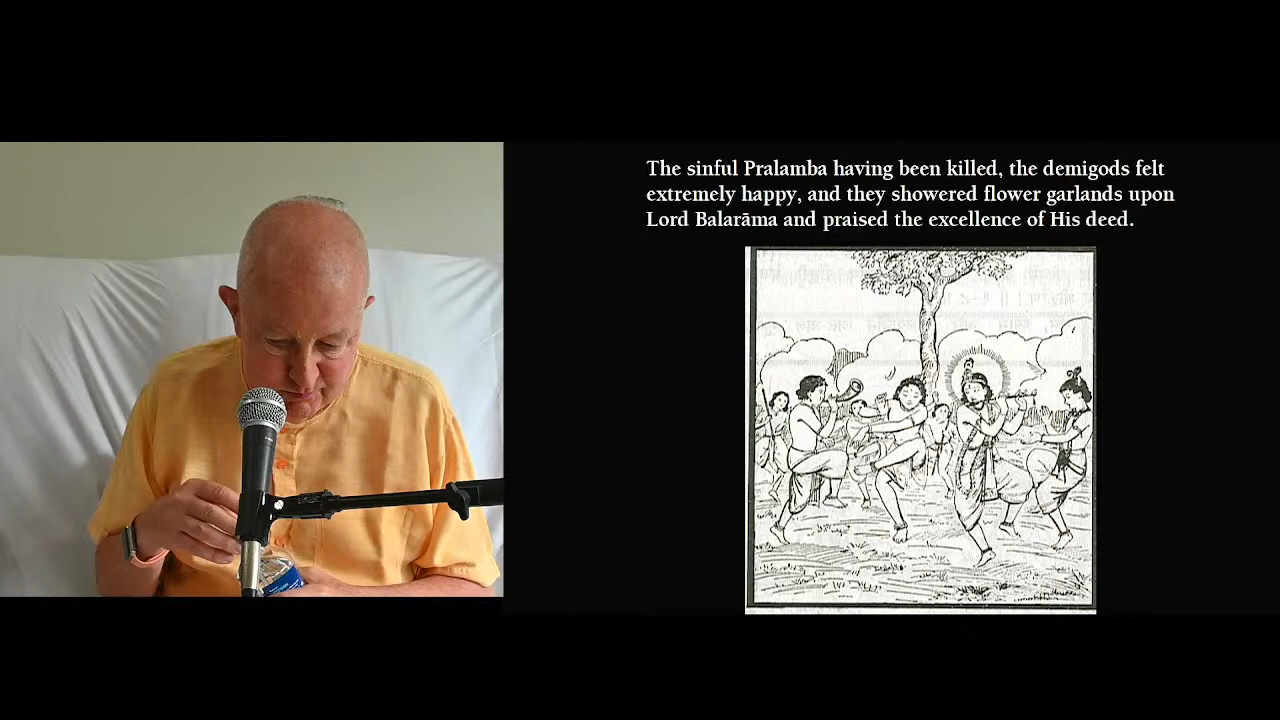 The sinful Pralamba having been killed, the demigods felt
extremely happy, and they showered flower garlands upon
Lord Balarāma and praised the excellence of His deed.